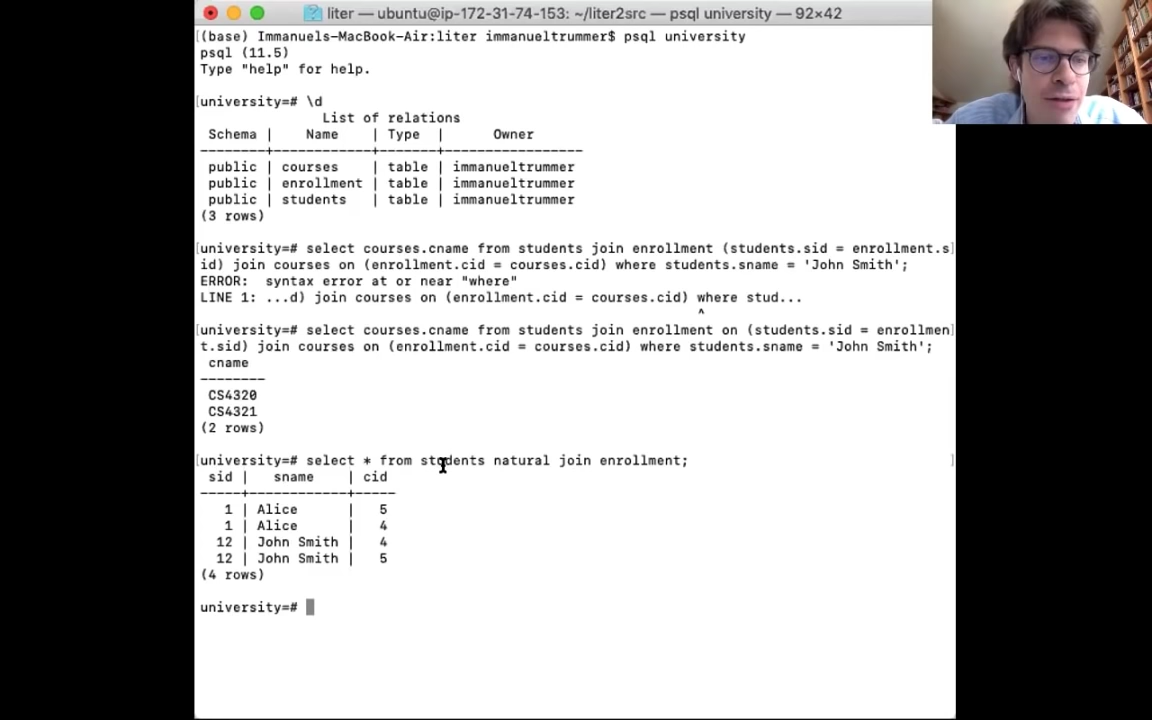 liter — ubuntu@ip-172-31-74-153: ~/liter2src — psql university — 92×42
[(base) Immanuels-MacBook-Air:liter immanueltrummer$ psql university
psql (11.5)
Type "help" for help.
[university=# \d
List of relations
Schema | Name | Type | Owner
--------+------------+-------+-----------------
public | courses | table | immanueltrummer
public | enrollment | table | immanueltrummer
public | students | table | immanueltrummer
(3 rows)
[university=# select courses.cname from students join enrollment (students.sid = enrollment.s]
id) join courses on (enrollment.cid = courses.cid) where students.sname = 'John Smith';
ERROR:  syntax error at or near "where"
LINE 1: ...d) join courses on (enrollment.cid = courses.cid) where stud...
^
[university=# select courses.cname from students join enrollment on (students.sid = enrollmen]
t.sid) join courses on (enrollment.cid = courses.cid) where students.sname = 'John Smith';
cname
--------
CS4320
CS4321
(2 rows)
[university=# select * from students natural join enrollment; ]
sid | sname | cid
-----+------------+-----
1 | Alice | 5
1 | Alice | 4
12 | John Smith | 4
12 | John Smith | 5
(4 rows)
university=#